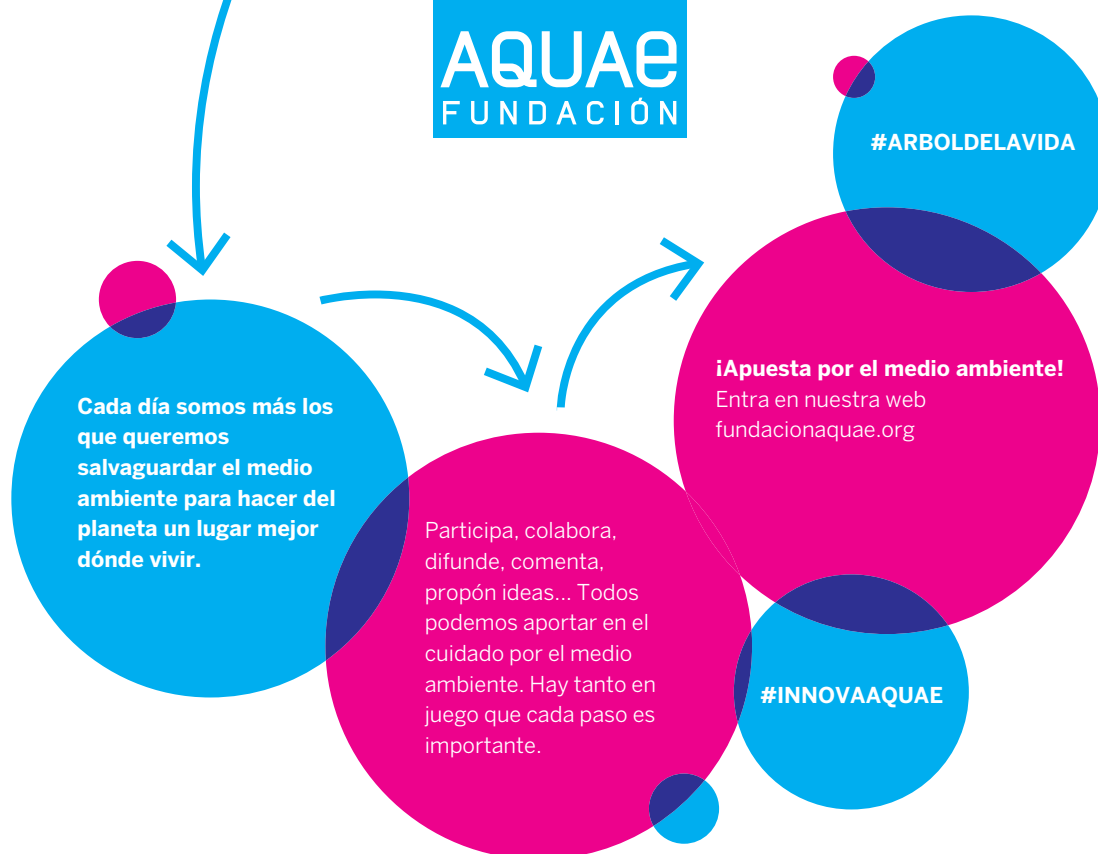 AQUAE
FUNDACIÓN
#ARBOLDELAVIDA
Cada día somos más los
que queremos
salvaguardar el medio
ambiente para hacer del
planeta un lugar mejor
dónde vivir.
Participa, colabora,
difunde, comenta,
propón ideas... Todos
podemos aportar en el
cuidado por el medio
ambiente. Hay tanto en
juego que cada paso es
importante.
¡Apuesta por el medio ambiente!
Entra en nuestra web
fundacionaquae.org
#INNOVAAQUAE